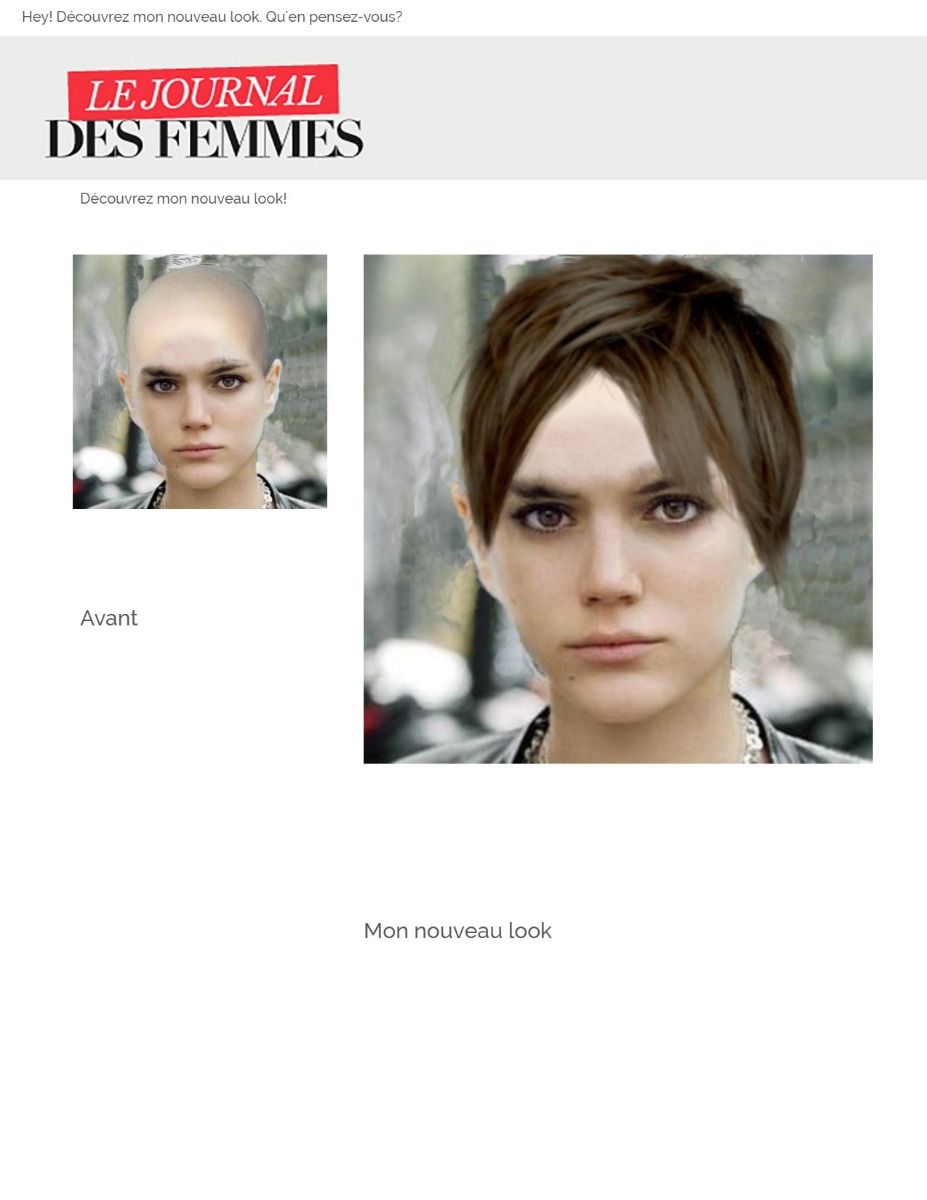 Hey! Découvrez mon nouveau look. Qu'en pensez-vous?
LE JOURNAL
DES FEMMES
Découvrez mon nouveau look!
Avant
Mon nouveau look